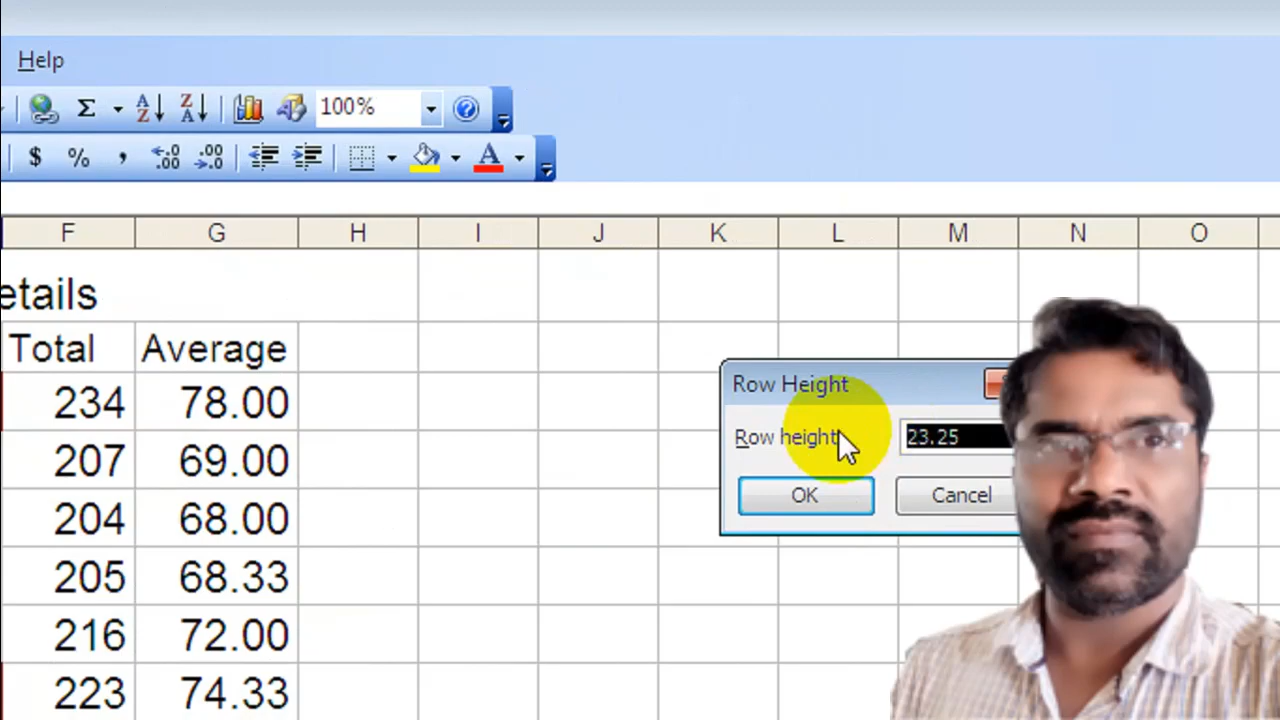 Help
100%
$ % ,
F G H I J K L M N O
etails
Total Average
234 78.00
207 69.00
204 68.00
205 68.33
216 72.00
223 74.33
Row Height
Row height
23.25
OK Cancel